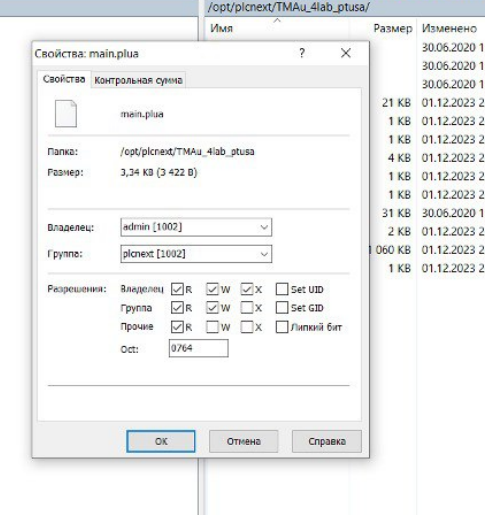 /opt/plcnext/TMAu_4lab_ptusa/
Имя Размер Изменено
Свойства: main.plua ? ×
Свойства Контрольная сумма
main.plua
Папка: /opt/plcnext/TMAu_4lab_ptusa
Размер: 3,34 KB (3 422 B)
Владелец: admin [1002]
Группа: plcnext [1002]
Разрешения: Владелец R W X Set UID
Группа R W X Set GID
Прочие R W X Липкий бит
Oct: 0764
OK Отмена Справка
30.06.2020 1
30.06.2020 1
30.06.2020 1
21 KB 01.12.2023 2
1 KB 01.12.2023 2
1 KB 01.12.2023 2
4 KB 01.12.2023 2
1 KB 01.12.2023 2
1 KB 01.12.2023 2
31 KB 30.06.2020 1
2 KB 01.12.2023 2
1 060 KB 01.12.2023 2
1 KB 01.12.2023 2